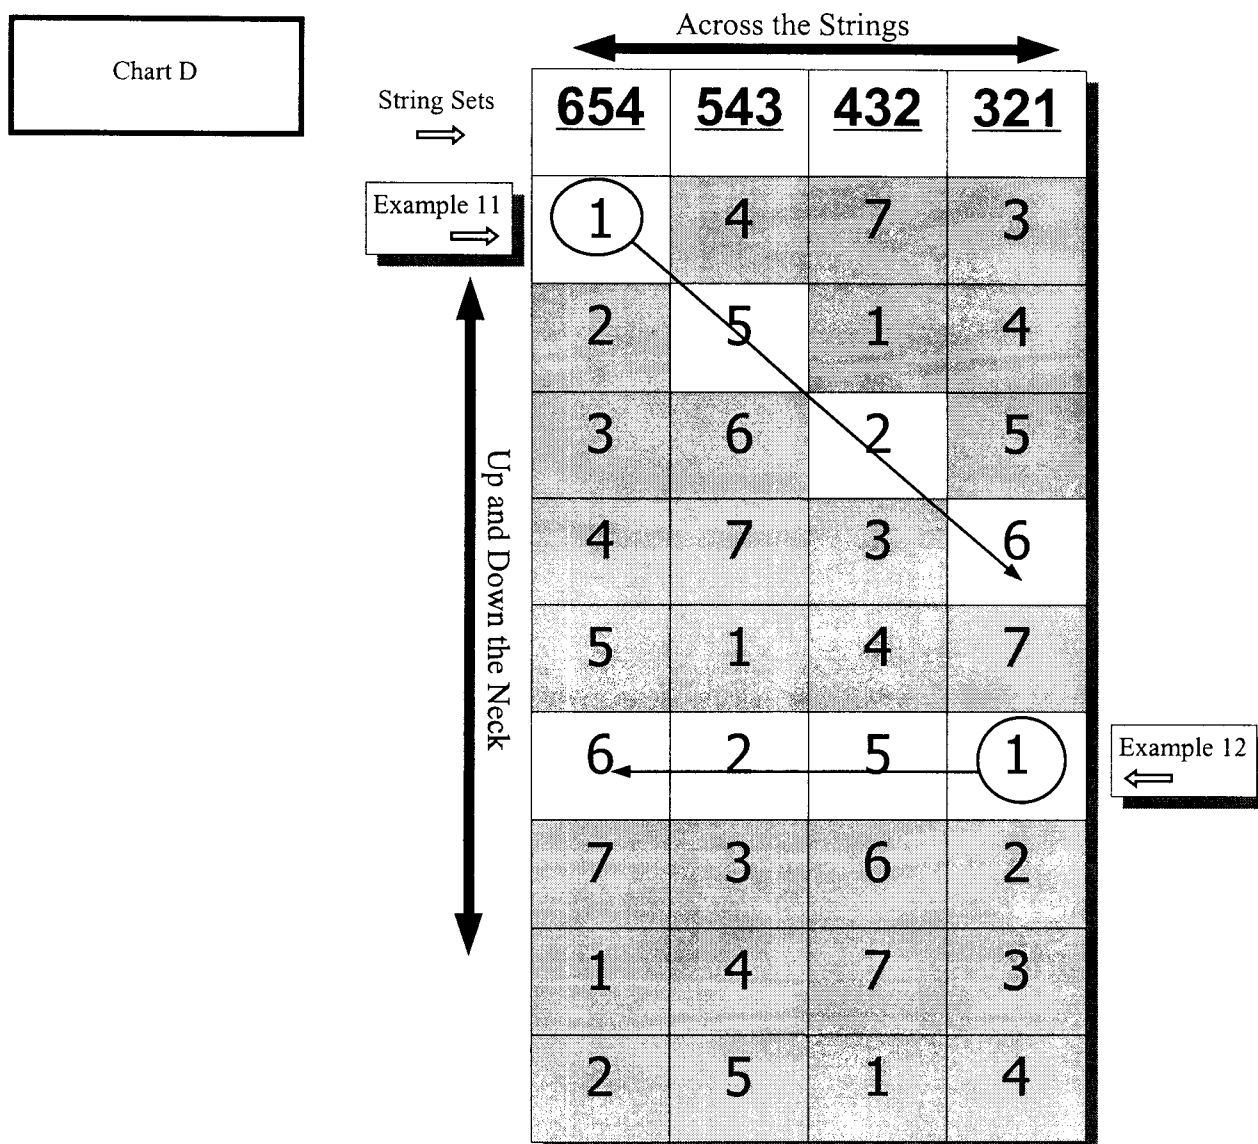 Across the Strings
Chart D
String Sets
654 543 432 321
Example 11
1 4 7 3
2 5 1 4
3 6 2 5
4 7 3 6
5 1 4 7
6 2 5 1
Example 12
7 3 6 2
1 4 7 3
2 5 1 4
Up and Down the Neck